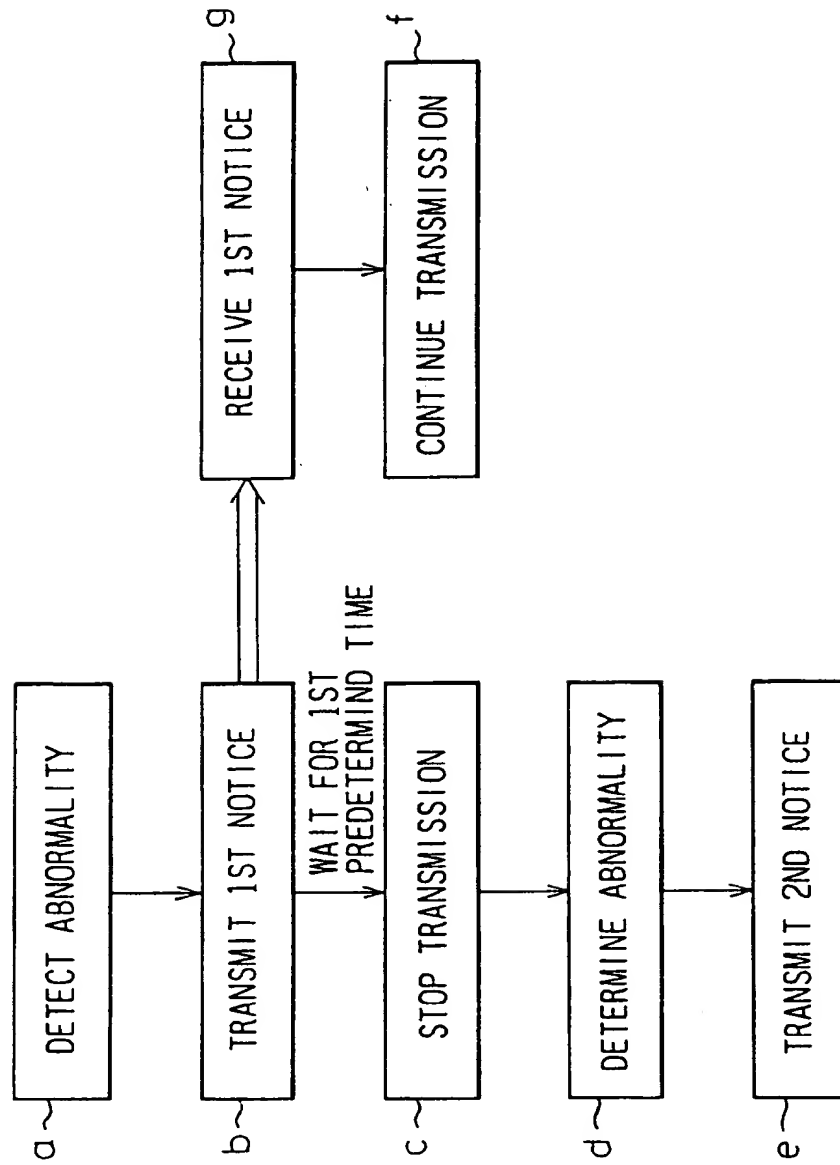 a
DETECT ABNORMALITY
b
TRANSMIT 1ST NOTICE
WAIT FOR 1ST
PREDETERMIND TIME
c
STOP TRANSMISSION
d
DETERMINE ABNORMALITY
e
TRANSMIT 2ND NOTICE
RECEIVE 1ST NOTICE
g
CONTINUE TRANSMISSION
f